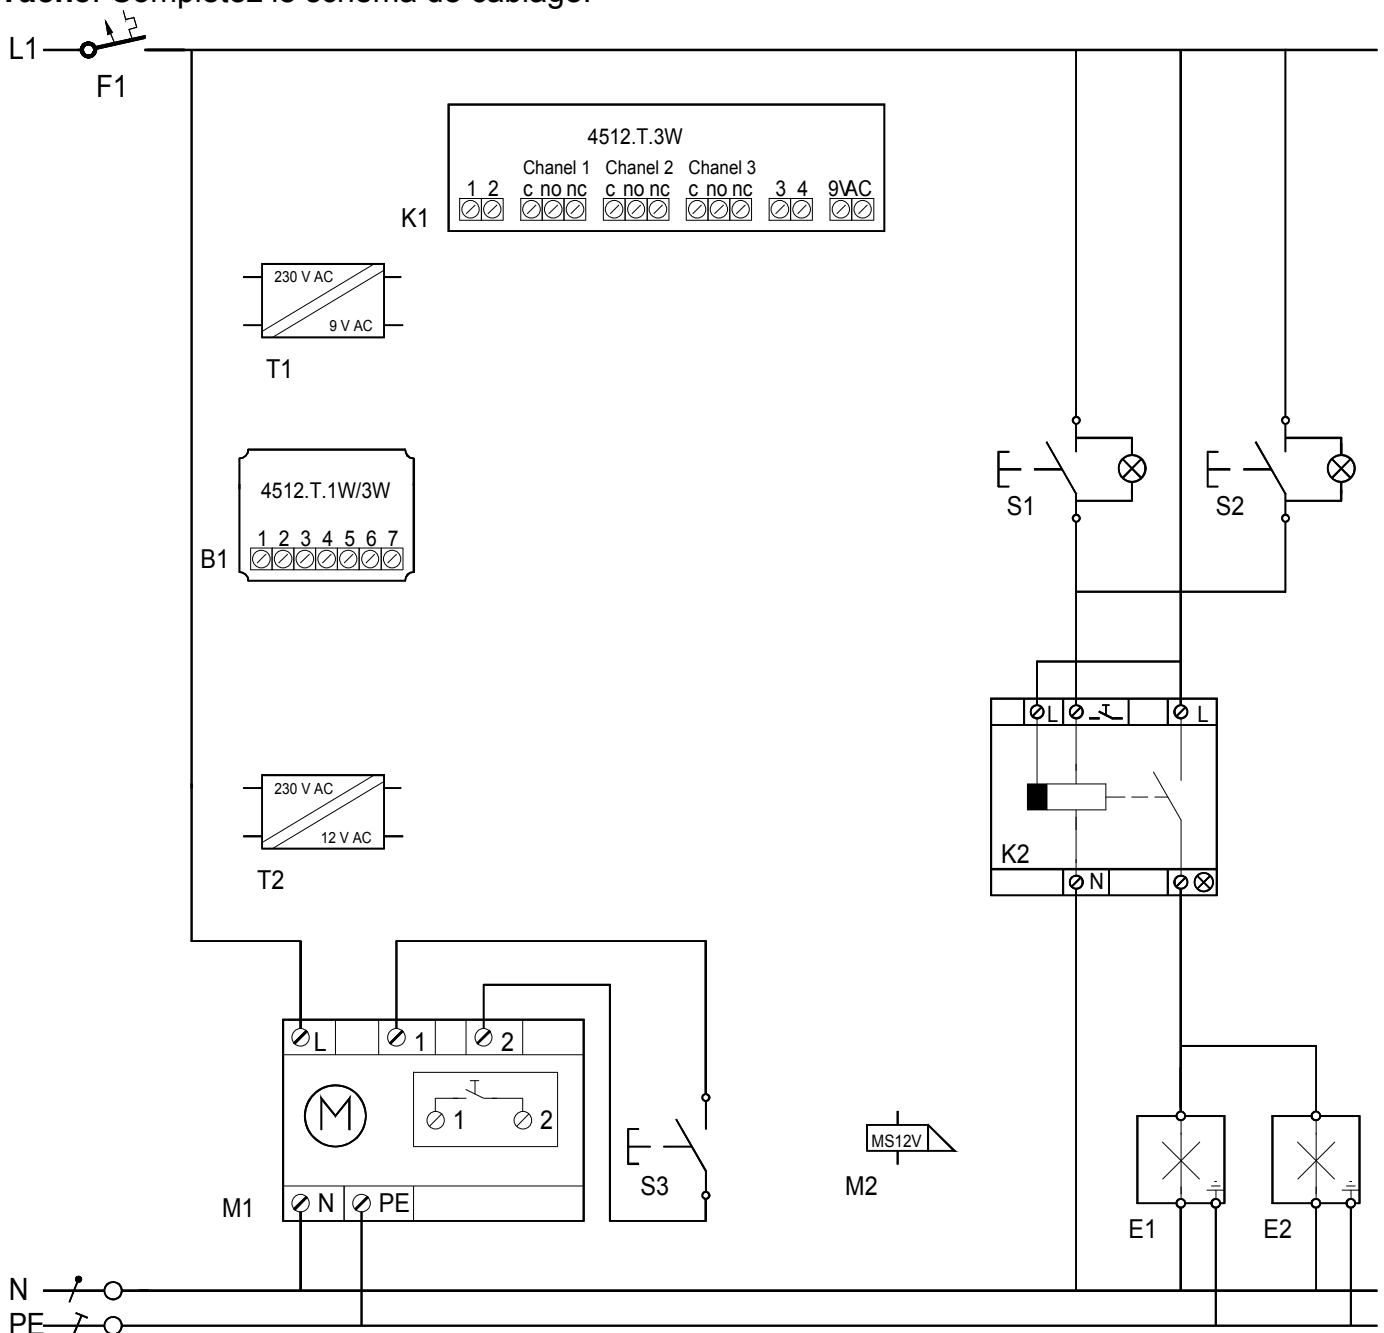 Tâche: Complétez le schéma de câblage.
L1
F1
4512.T.3W
Chanel 1 Chanel 2 Chanel 3
1 2 c no nc c no nc c no nc 3 4 9VAC
K1
230 V AC
9 V AC
T1
4512.T.1W/3W
1 2 3 4 5 6 7
B1
S1
S2
L L
230 V AC
12 V AC
T2
K2
N
L 1 2
M
1 2
MS12V
S3
M2
M1
N PE
E1
E2
N
PE